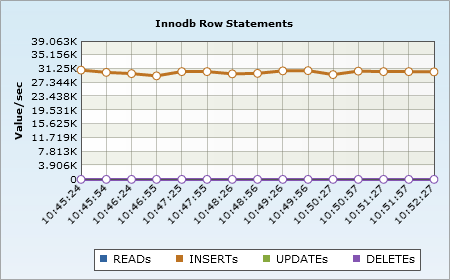 Innodb Row Statements
Value/sec
39.063K
35.156K
31.25K
27.344K
23.438K
19.531K
15.625K
11.719K
7.813K
3.906K
0
10:45:24
10:45:54
10:46:24
10:46:55
10:47:25
10:47:55
10:48:26
10:48:56
10:49:26
10:49:56
10:50:27
10:50:57
10:51:27
10:51:57
10:52:27
READs INSERTs UPDATEs DELETEs